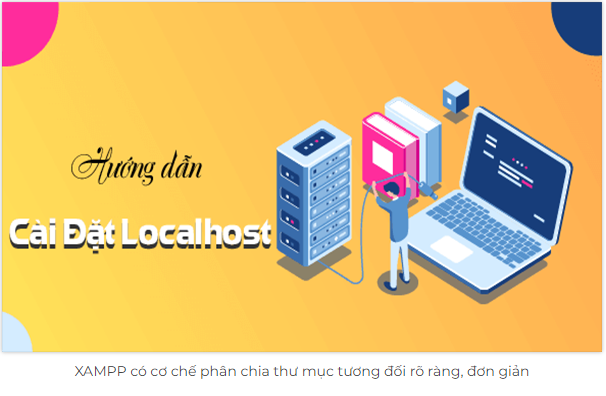 Hướng dẫn
Cài Đặt Localhost
XAMPP có cơ chế phân chia thư mục tương đối rõ ràng, đơn giản